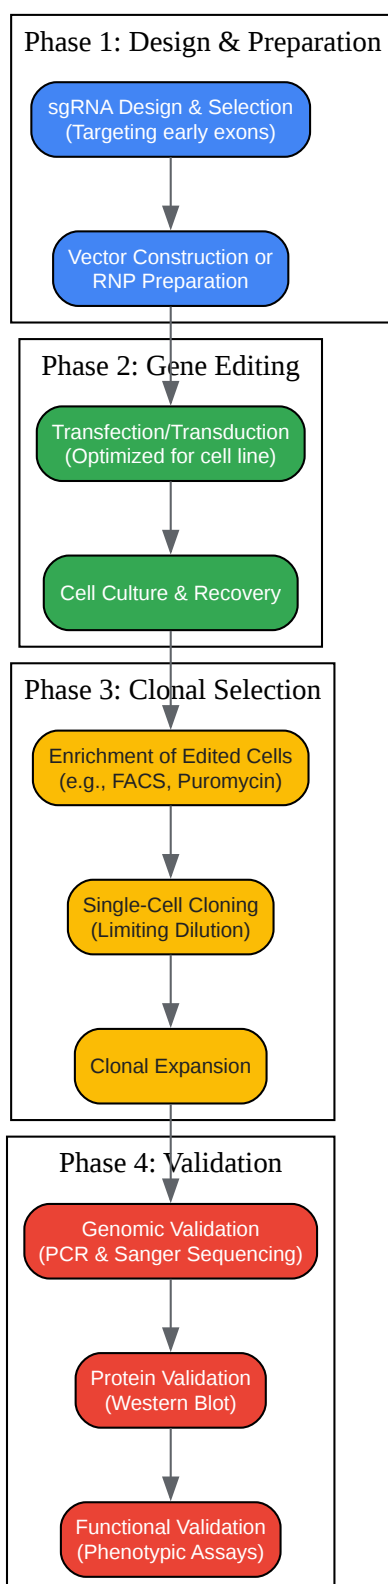 Phase 1: Design & Preparation
sgRNA Design & Selection
(Targeting early exons)
Vector Construction or
RNP Preparation
Phase 2: Gene Editing
Transfection/Transduction
(Optimized for cell line)
Cell Culture & Recovery
Phase 3: Clonal Selection
Enrichment of Edited Cells
(e.g., FACS, Puromycin)
Single-Cell Cloning
(Limiting Dilution)
Clonal Expansion
Phase 4: Validation
Genomic Validation
(PCR & Sanger Sequencing)
Protein Validation
(Western Blot)
Functional Validation
(Phenotypic Assays)